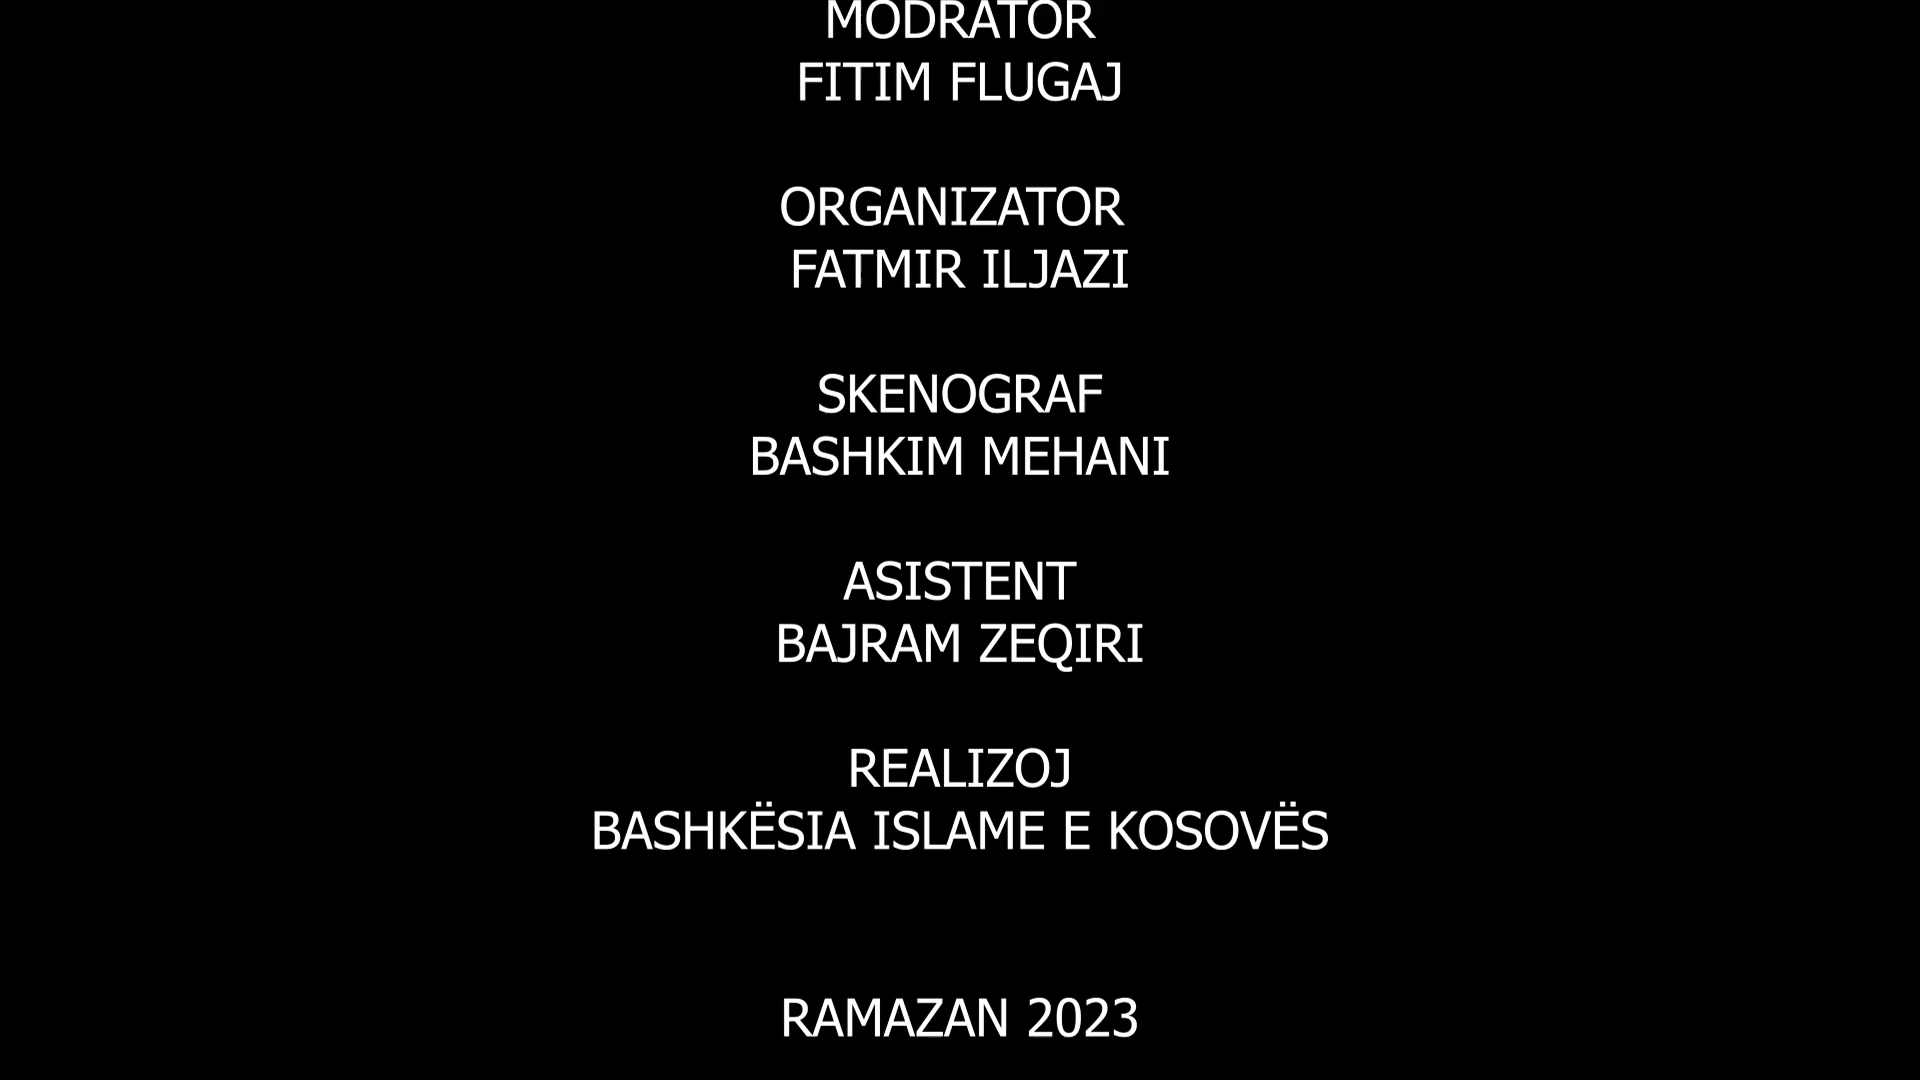 MODRATOR
FITIM FLUGAJ
ORGANIZATOR
FATMIR ILJAZI
SKENOGRAF
BASHKIM MEHANI
ASISTENT
BAJRAM ZEQIRI
REALIZOJ
BASHKËSIA ISLAME E KOSOVËS
RAMAZAN 2023